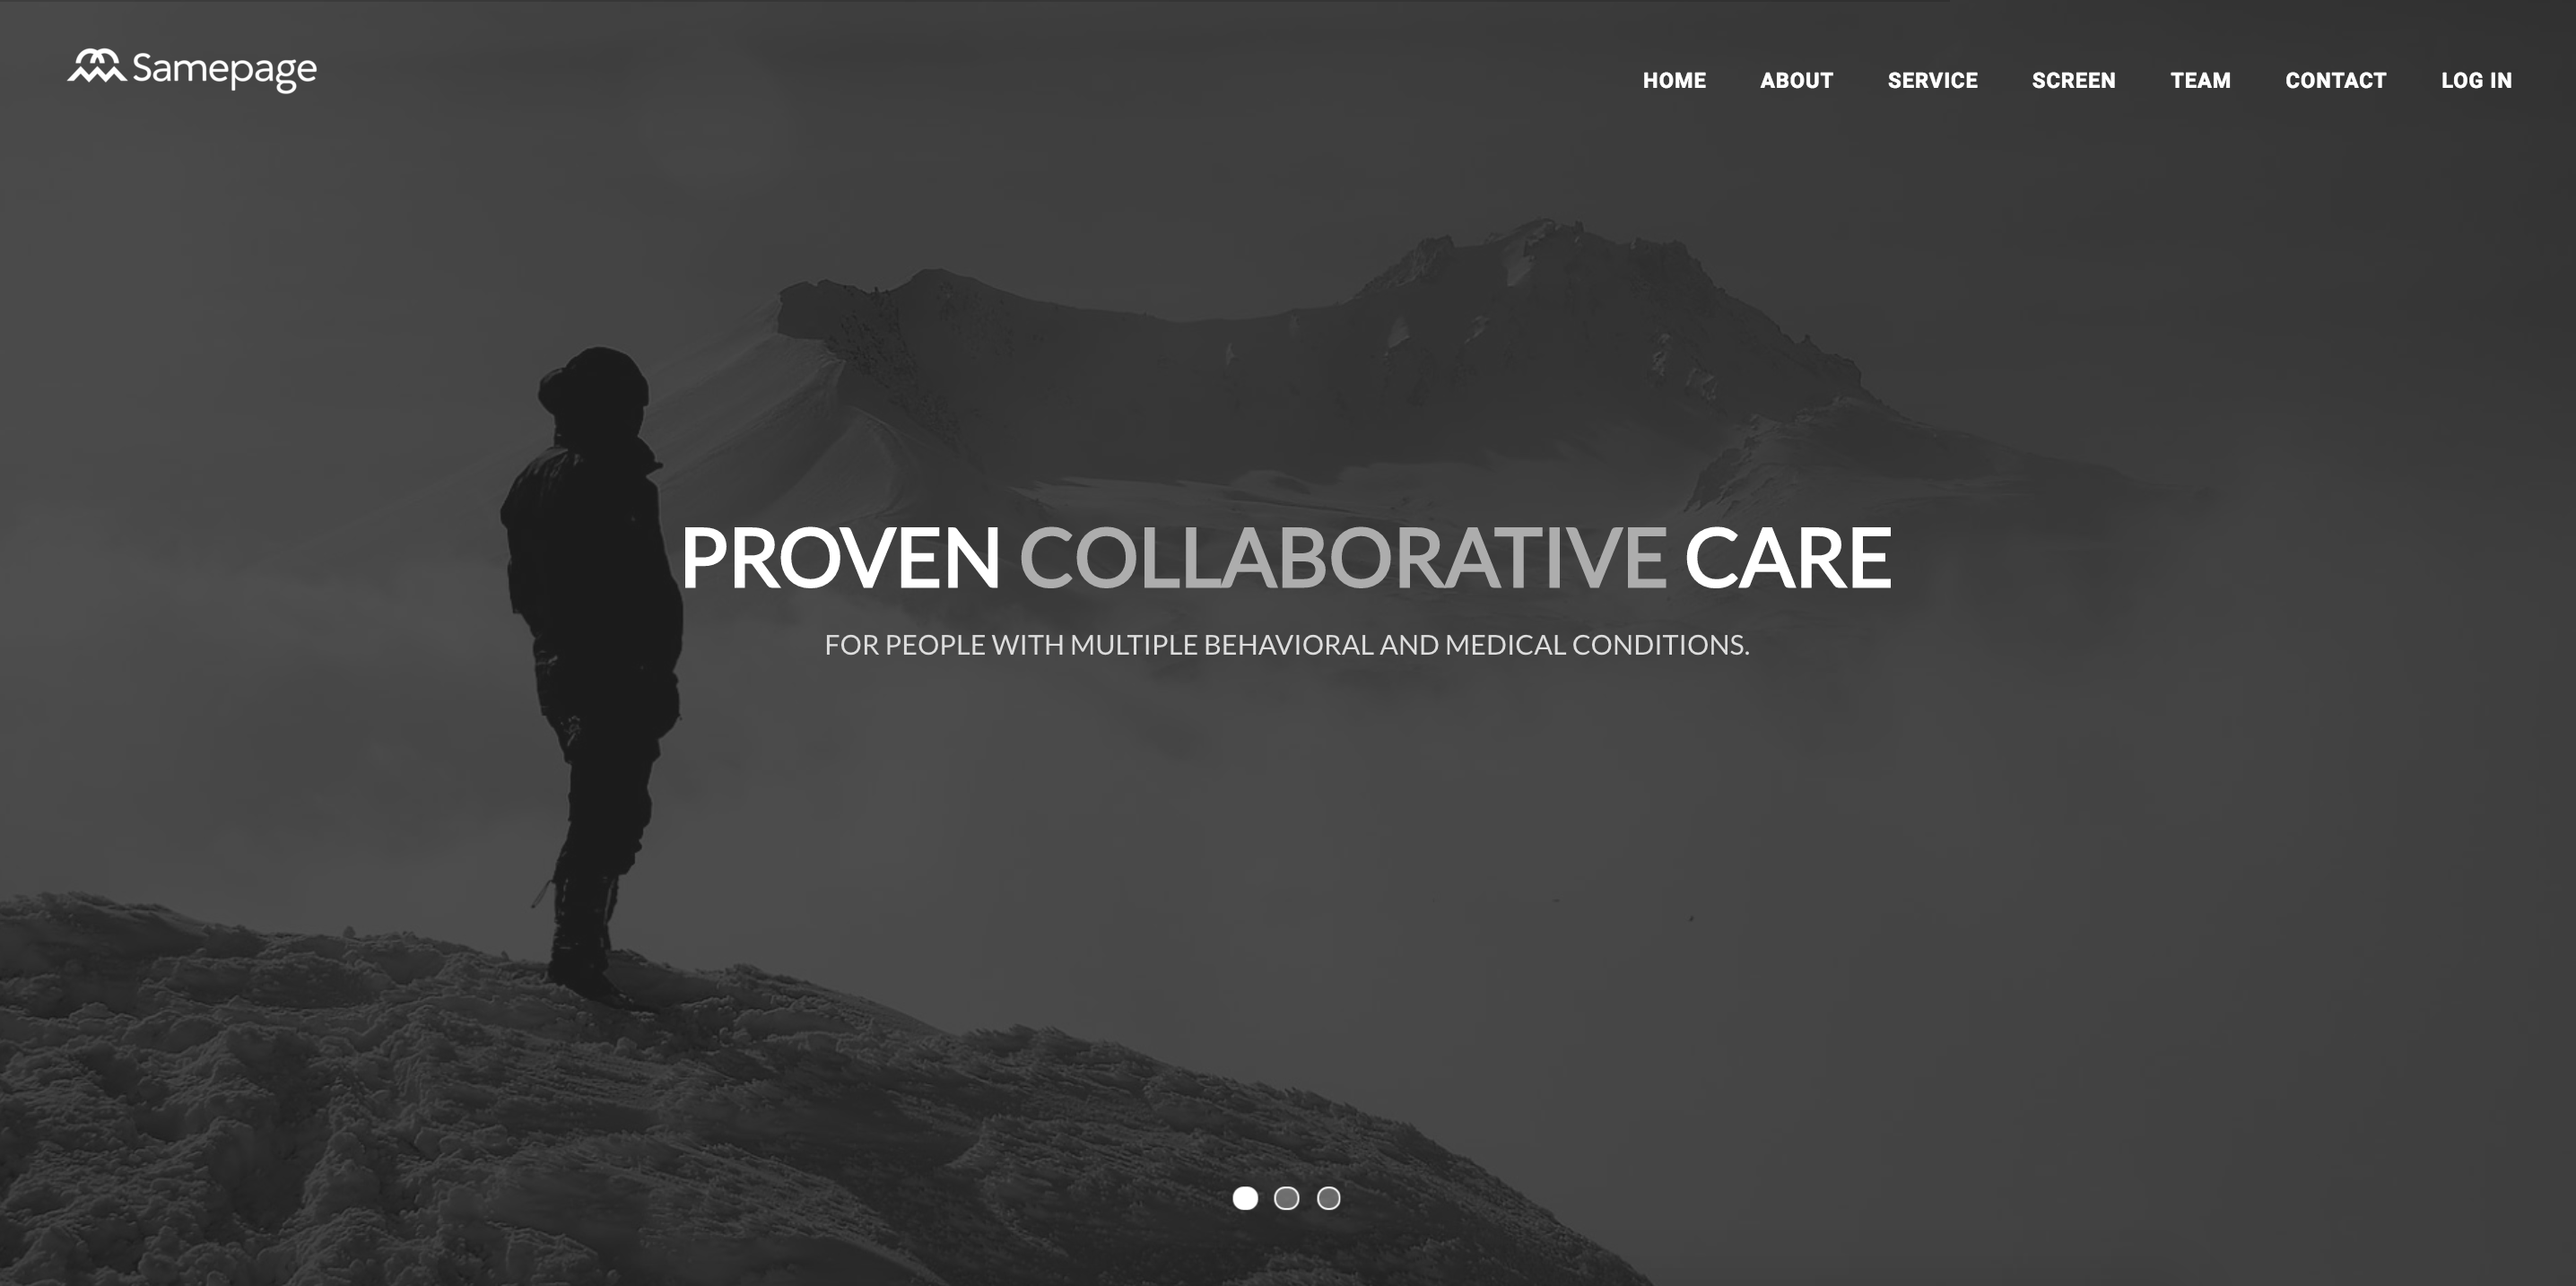 Samepage
HOME ABOUT SERVICE SCREEN TEAM CONTACT LOG IN
PROVEN COLLABORATIVE CARE
FOR PEOPLE WITH MULTIPLE BEHAVIORAL AND MEDICAL CONDITIONS.